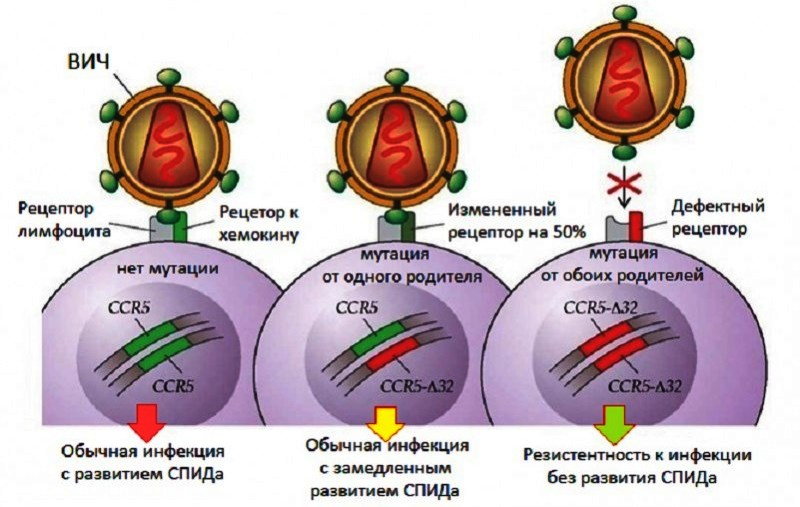 ВИЧ
Рецептор
лимфоцита
Рецетор к
хемокину
Измененный
рецептор на 50%
Дефектный
рецептор
нет мутации
мутация
от одного родителя
мутация
от обоих родителей
CCR5
CCR5
CCR5
CCR5-Δ32
CCR5-Δ32
CCR5-Δ32
Обычная инфекция
с развитием СПИДа
Обычная инфекция
с замедленным
развитием СПИДа
Резистентность к инфекции
без развития СПИДа